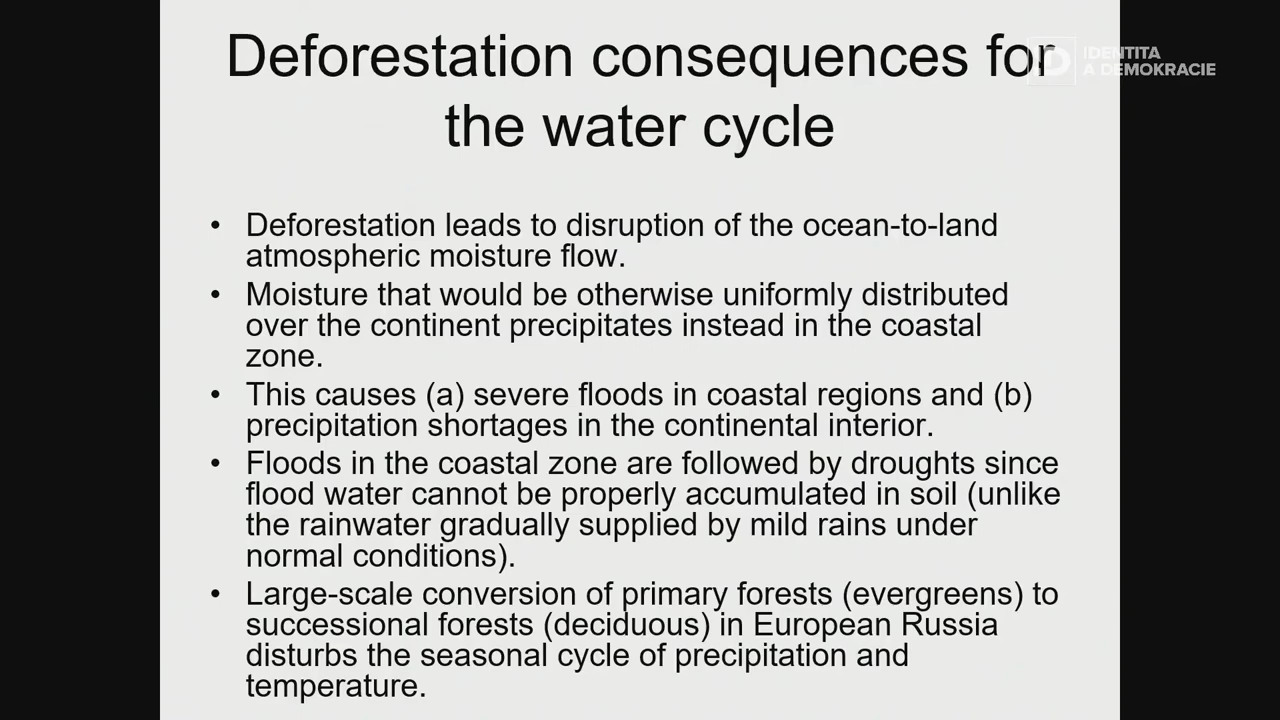 Deforestation consequences for
the water cycle
IDENTITA
A DEMOKRACIE
• Deforestation leads to disruption of the ocean-to-land
atmospheric moisture flow.
• Moisture that would be otherwise uniformly distributed
over the continent precipitates instead in the coastal
zone.
• This causes (a) severe floods in coastal regions and (b)
precipitation shortages in the continental interior.
• Floods in the coastal zone are followed by droughts since
flood water cannot be properly accumulated in soil (unlike
the rainwater gradually supplied by mild rains under
normal conditions).
• Large-scale conversion of primary forests (evergreens) to
successional forests (deciduous) in European Russia
disturbs the seasonal cycle of precipitation and
temperature.